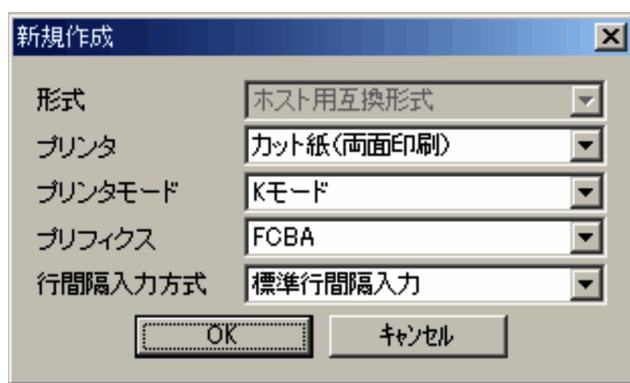 新規作成
形式 ホスト用互換形式
プリンタ カット紙(両面印刷)
プリンタモード Kモード
プリフィクス FCBA
行間隔入力方式 標準行間隔入力
OK キャンセル